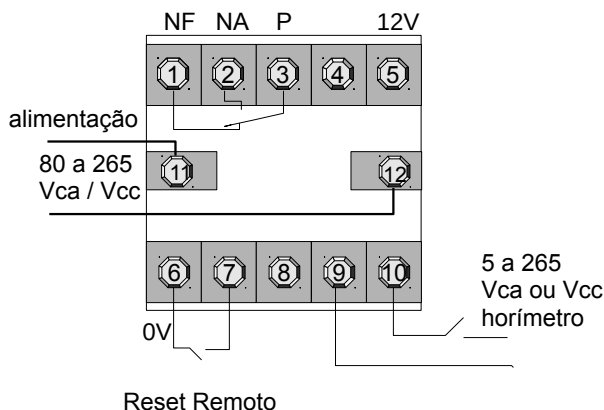 NF NA P 12V
1 2 3 4 5
alimentação
80 a 265
Vca / Vcc
11 12
6 7 8 9 10
5 a 265
Vca ou Vcc
horímetro
0V
Reset Remoto